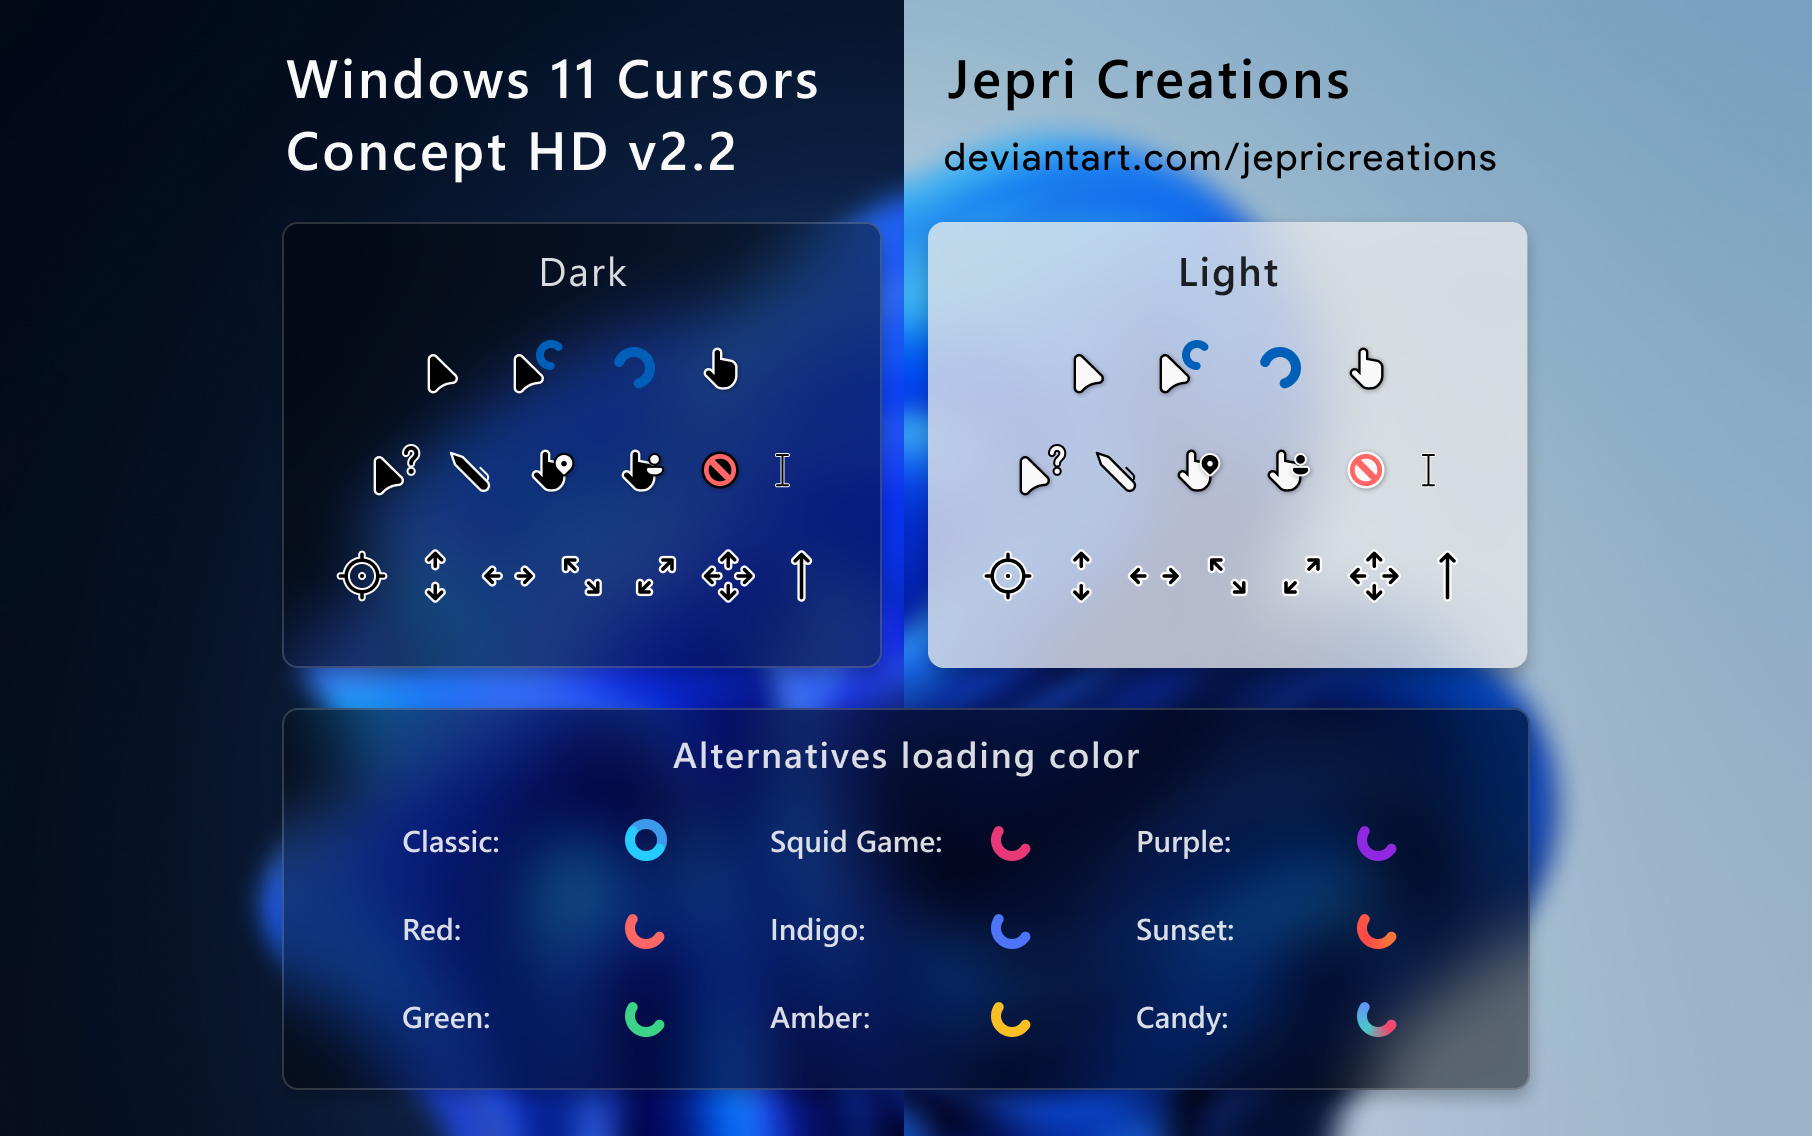 Windows 11 Cursors
Concept HD v2.2
Jepri Creations
deviantart.com/jepricreations
Dark
Light
Alternatives loading color
Classic:
Squid Game:
Purple:
Red:
Indigo:
Sunset:
Green:
Amber:
Candy: